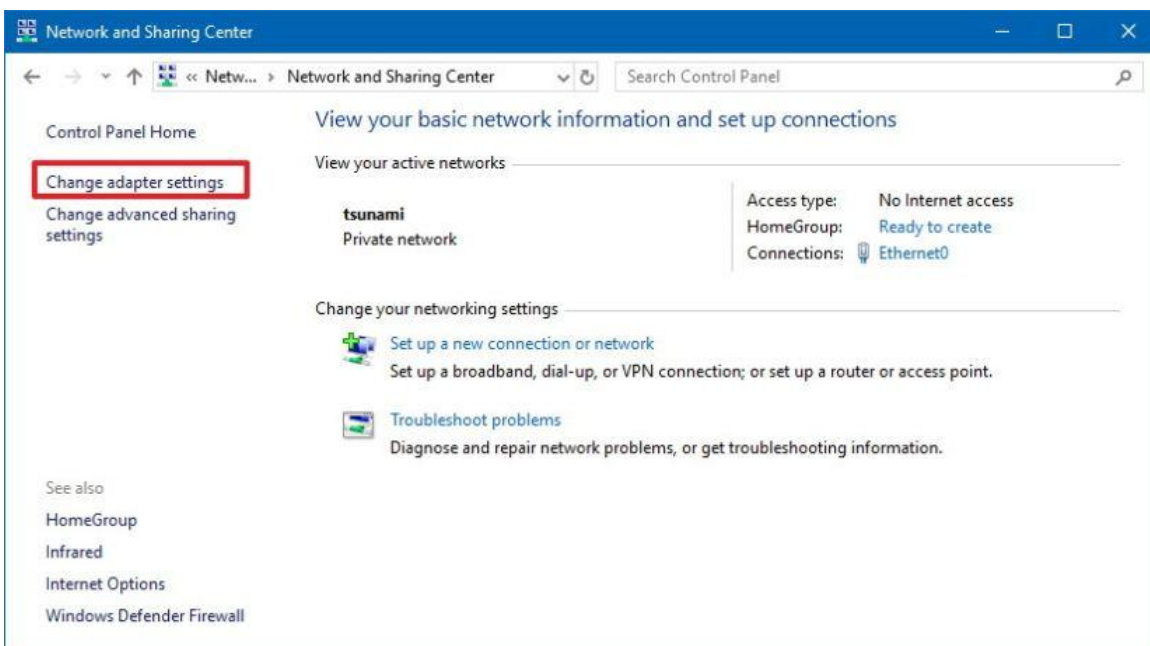 Network and Sharing Center
« Netw... > Network and Sharing Center
Search Control Panel
Control Panel Home
Change adapter settings
Change advanced sharing
settings
View your basic network information and set up connections
View your active networks
tsunami
Private network
Access type: No Internet access
HomeGroup: Ready to create
Connections: Ethernet0
Change your networking settings
Set up a new connection or network
Set up a broadband, dial-up, or VPN connection; or set up a router or access point.
Troubleshoot problems
Diagnose and repair network problems, or get troubleshooting information.
See also
HomeGroup
Infrared
Internet Options
Windows Defender Firewall